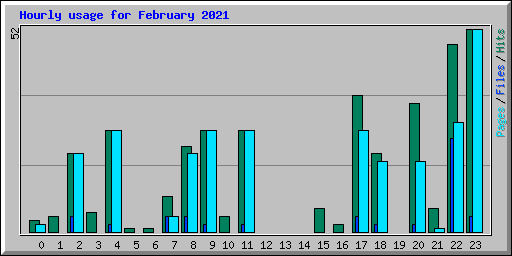 Hourly usage for February 2021
52
Pages/Files/Hits
0 1 2 3 4 5 6 7 8 9 10 11 12 13 14 15 16 17 18 19 20 21 22 23